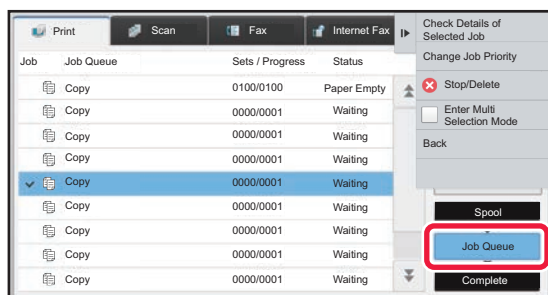 Print Scan Fax Internet Fax
Job Job Queue Sets / Progress Status
Copy 0100/0100 Paper Empty
Copy 0000/0001 Waiting
Copy 0000/0001 Waiting
Copy 0000/0001 Waiting
Copy 0000/0001 Waiting
Copy 0000/0001 Waiting
Copy 0000/0001 Waiting
Copy 0000/0001 Waiting
Copy 0000/0001 Waiting
Check Details of
Selected Job
Change Job Priority
Stop/Delete
Enter Multi
Selection Mode
Back
Spool
Job Queue
Complete